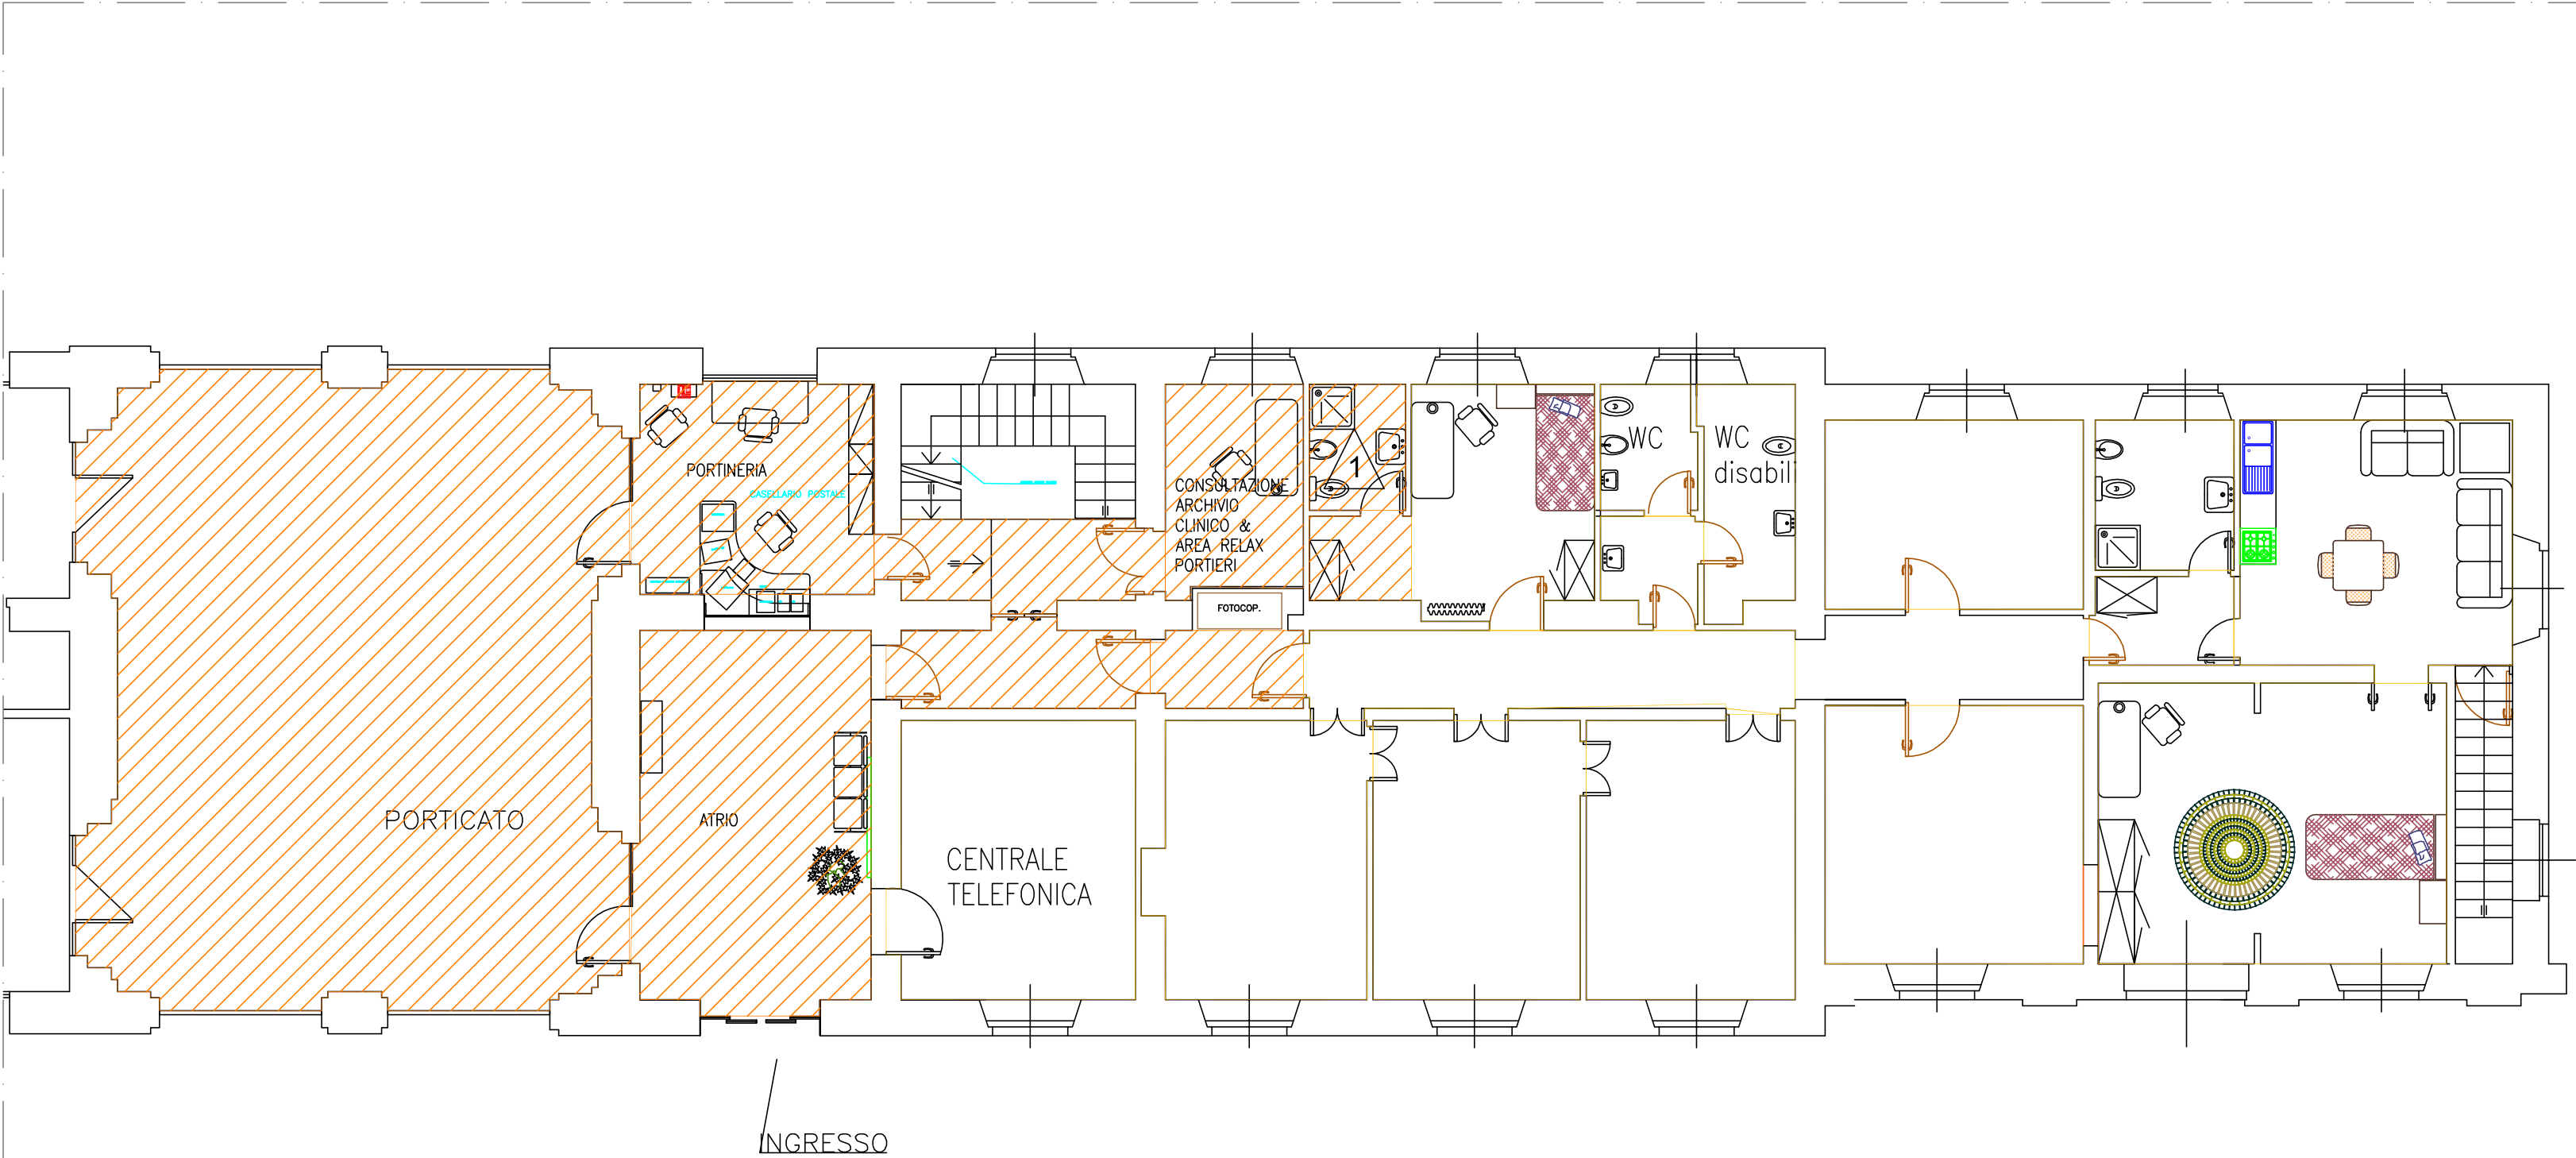 PORTINERIA
CASELLARIO POSTALE
CONSULTAZIONE
ARCHIVIO
CLINICO &
AREA RELAX
PORTIERI
FOTOCOP.
1
WC
WC
disabili
PORTICATO
ATRIO
CENTRALE
TELEFONICA
INGRESSO